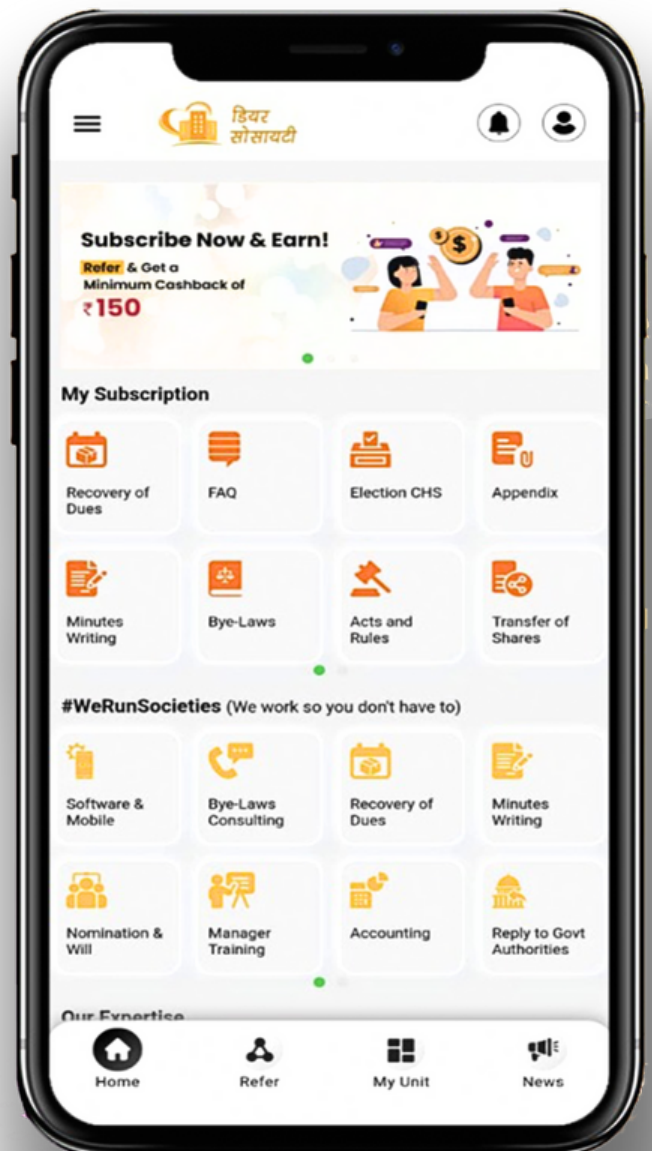 डियर
सोसायटी
Subscribe Now & Earn!
Refer & Get a
Minimum Cashback of
₹150
My Subscription
Recovery of
Dues
FAQ
Election CHS
Appendix
Minutes
Writing
Bye-Laws
Acts and
Rules
Transfer of
Shares
#WeRunSocieties (We work so you don't have to)
Software &
Mobile
Bye-Laws
Consulting
Recovery of
Dues
Minutes
Writing
Nomination &
Will
Manager
Training
Accounting
Reply to Govt
Authorities
Our Expertise
Home
Refer
My Unit
News